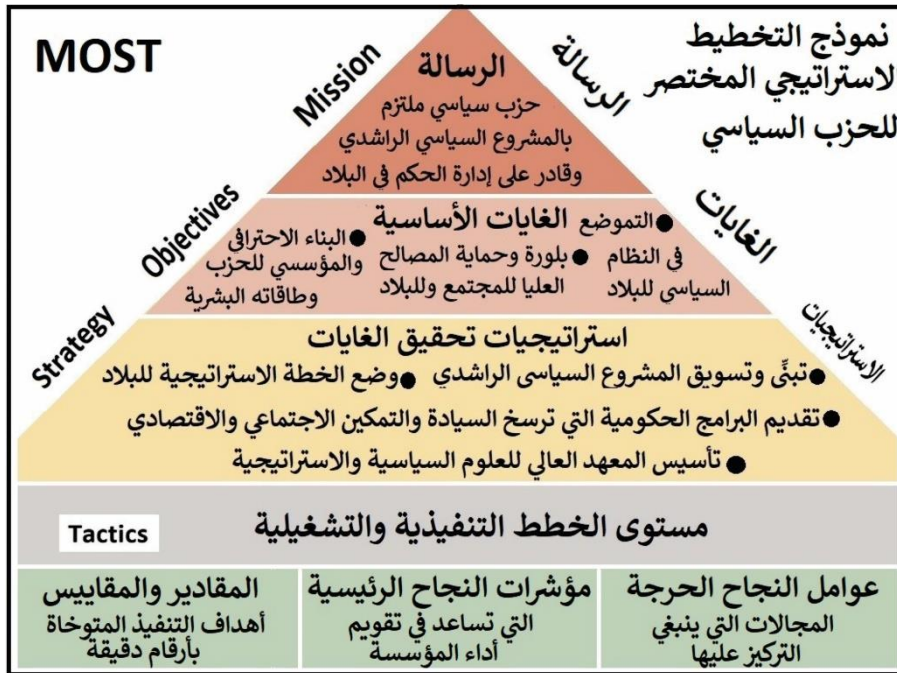 MOST
نموذج التخطيط
الاستراتيجي المختصر
للحزب السياسي
Mission
الرسالة
الرسالة
حزب سياسي ملتزم
بالمشروع السياسي الراشدي
وقادر على إدارة الحكم في البلاد
Objectives
الغايات
الغايات الأساسية
●التموضع
في النظام
السياسي للبلاد
●بلورة وحماية المصالح
العليا للمجتمع وللبلاد
●البناء الاحترافي
والمؤسسي للحزب
وطاقاته البشرية
Strategy
الاستراتيجيات
استراتيجيات تحقيق الغايات
●تبنِّي وتسويق المشروع السياسي الراشدي ●وضع الخطة الاستراتيجية للبلاد
●تقديم البرامج الحكومية التي ترسخ السيادة والتمكين الاجتماعي والاقتصادي
●تأسيس المعهد العالي للعلوم السياسية والاستراتيجية
مستوى الخطط التنفيذية والتشغيلية
Tactics
عوامل النجاح الحرجة
المجالات التي ينبغي
التركيز عليها
مؤشرات النجاح الرئيسية
التي تساعد في تقويم
أداء المؤسسة
المقادير والمقاييس
أهداف التنفيذ المتوخاة
بأرقام دقيقة